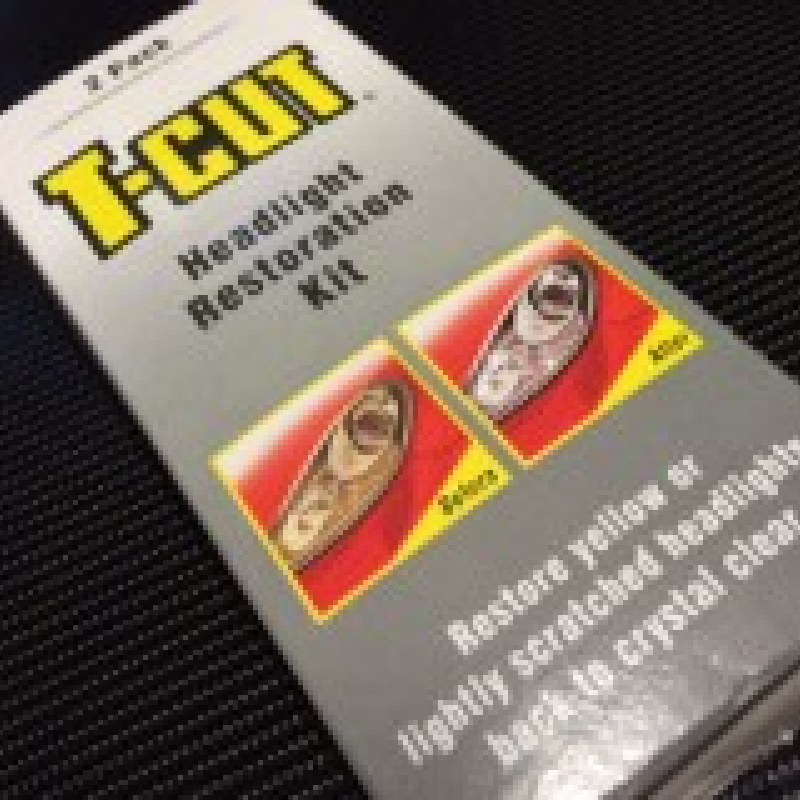 2 Pack
T-CUT
Headlight
Restoration
Kit
After
Before
Restore yellow or
lightly scratched headlights
back to crystal clear